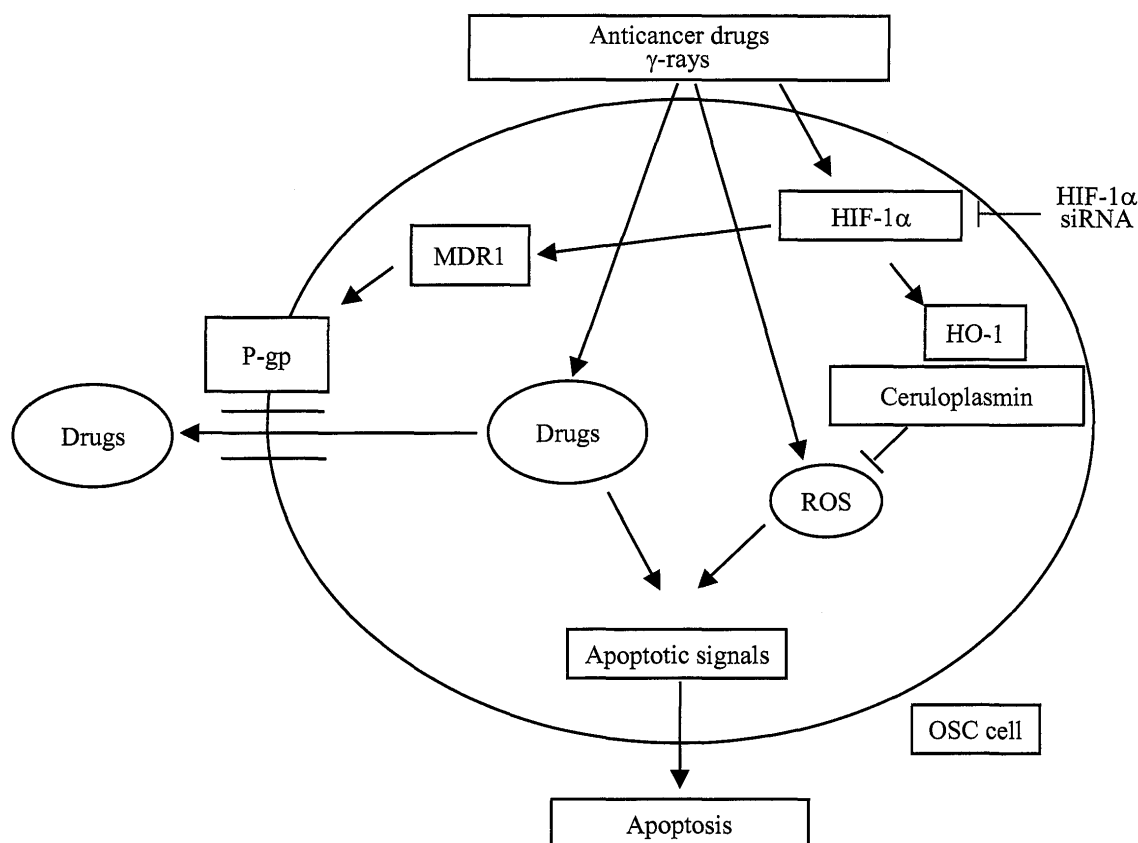 Anticancer drugs
γ-rays
HIF-1α
HIF-1α
siRNA
MDR1
HO-1
P-gp
Ceruloplasmin
Drugs
Drugs
ROS
Apoptotic signals
OSC cell
Apoptosis